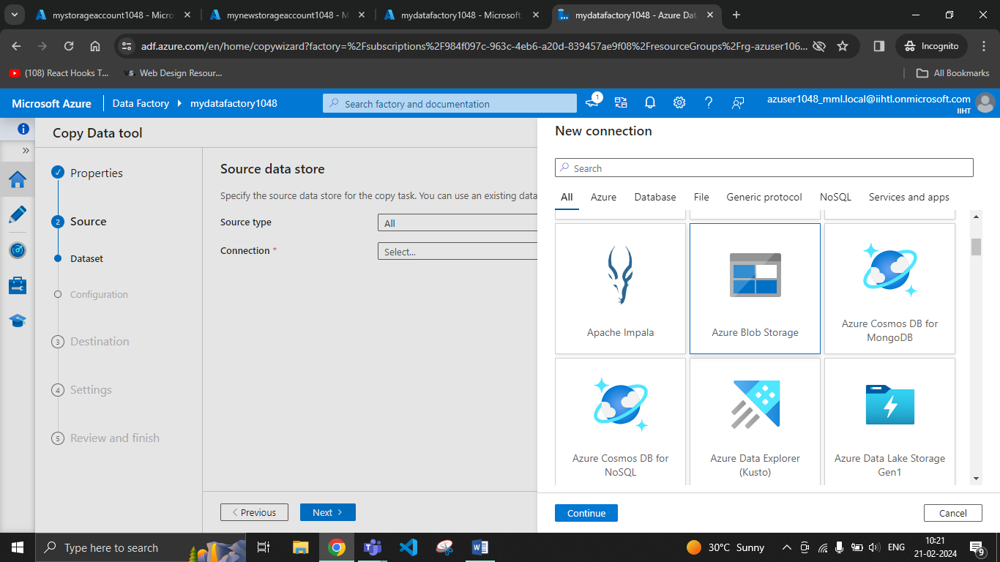 mystorageaccount1048 - Micro
mynewstorageaccount1048 - M
mydatafactory1048 - Microsoft
mydatafactory1048 - Azure Dat
adf.azure.com/en/home/copywizard?factory=%2Fsubscriptions%2F984f097c-963c-4eb6-a20d-839457ae9f08%2FresourceGroups%2Frg-azuser106...
Incognito
(108) React Hooks T...
VS.
Web Design Resour...
All Bookmarks
Microsoft Azure
Data Factory
mydatafactory1048
Search factory and documentation
1
azuser1048_mml.local@iihtl.onmicrosoft.com
IIHT
Copy Data tool
Properties
2
Source
Dataset
Configuration
3
Destination
4
Settings
5
Review and finish
Source data store
Specify the source data store for the copy task. You can use an existing data
Source type
All
Connection *
Select...
Previous
Next
New connection
Search
All
Azure
Database
File
Generic protocol
NoSQL
Services and apps
Apache Impala
Azure Blob Storage
Azure Cosmos DB for
MongoDB
Azure Cosmos DB for
NoSQL
Azure Data Explorer
(Kusto)
Azure Data Lake Storage
Gen1
Continue
Cancel
Type here to search
30°C Sunny
ENG
10:21
21-02-2024
9